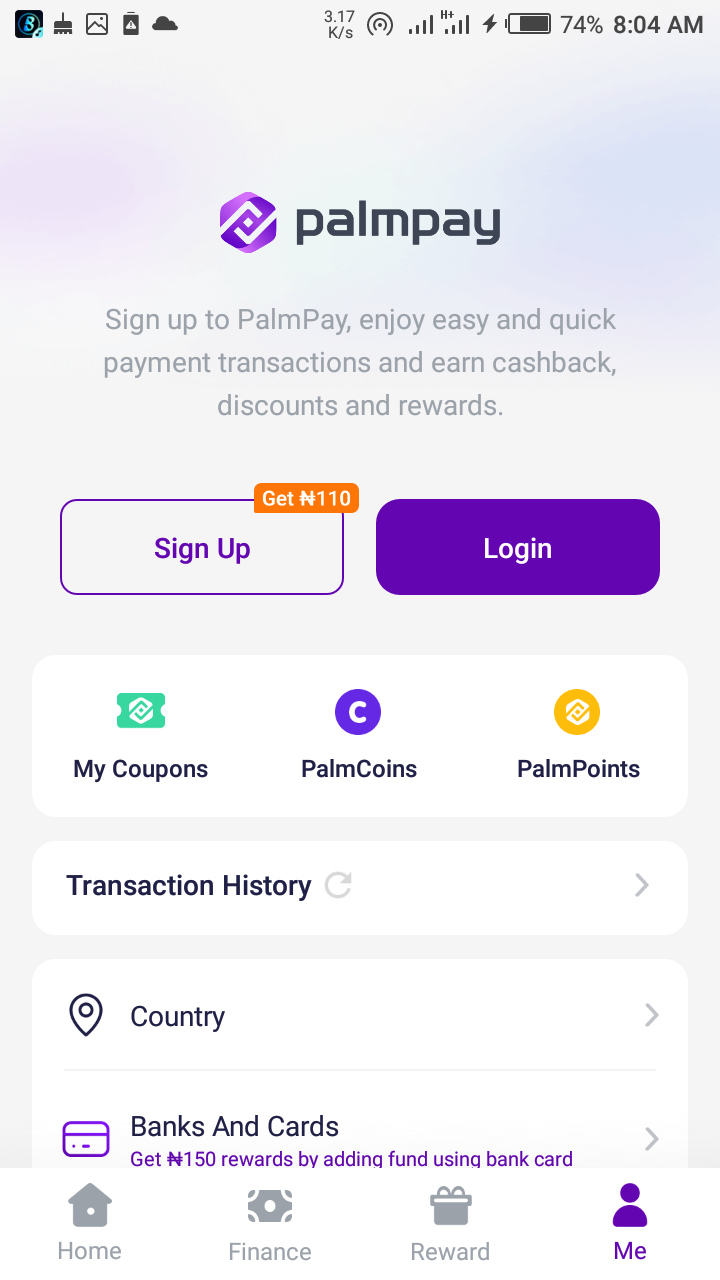 3.17
K/s
H+
74%
8:04 AM
palmpay
Sign up to PalmPay, enjoy easy and quick
payment transactions and earn cashback,
discounts and rewards.
Get ₦110
Sign Up
Login
My Coupons
PalmCoins
PalmPoints
Transaction History
Country
Banks And Cards
Get ₦150 rewards by adding fund using bank card
Home
Finance
Reward
Me